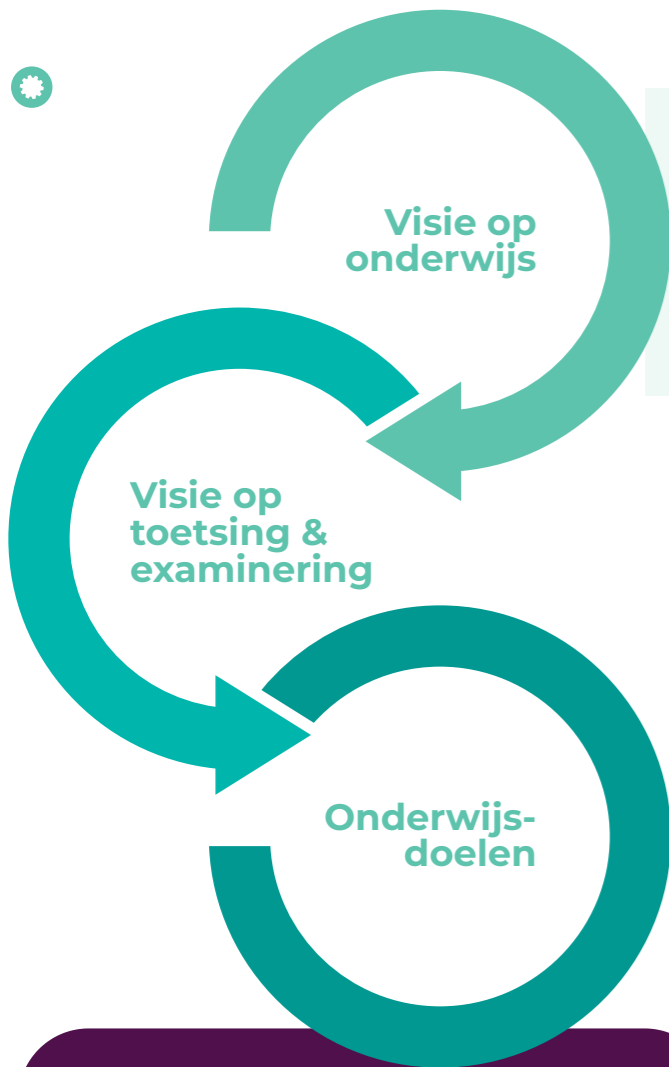 Visie op
onderwijs
Visie op
toetsing &
examinering
Onderwijs-
doelen